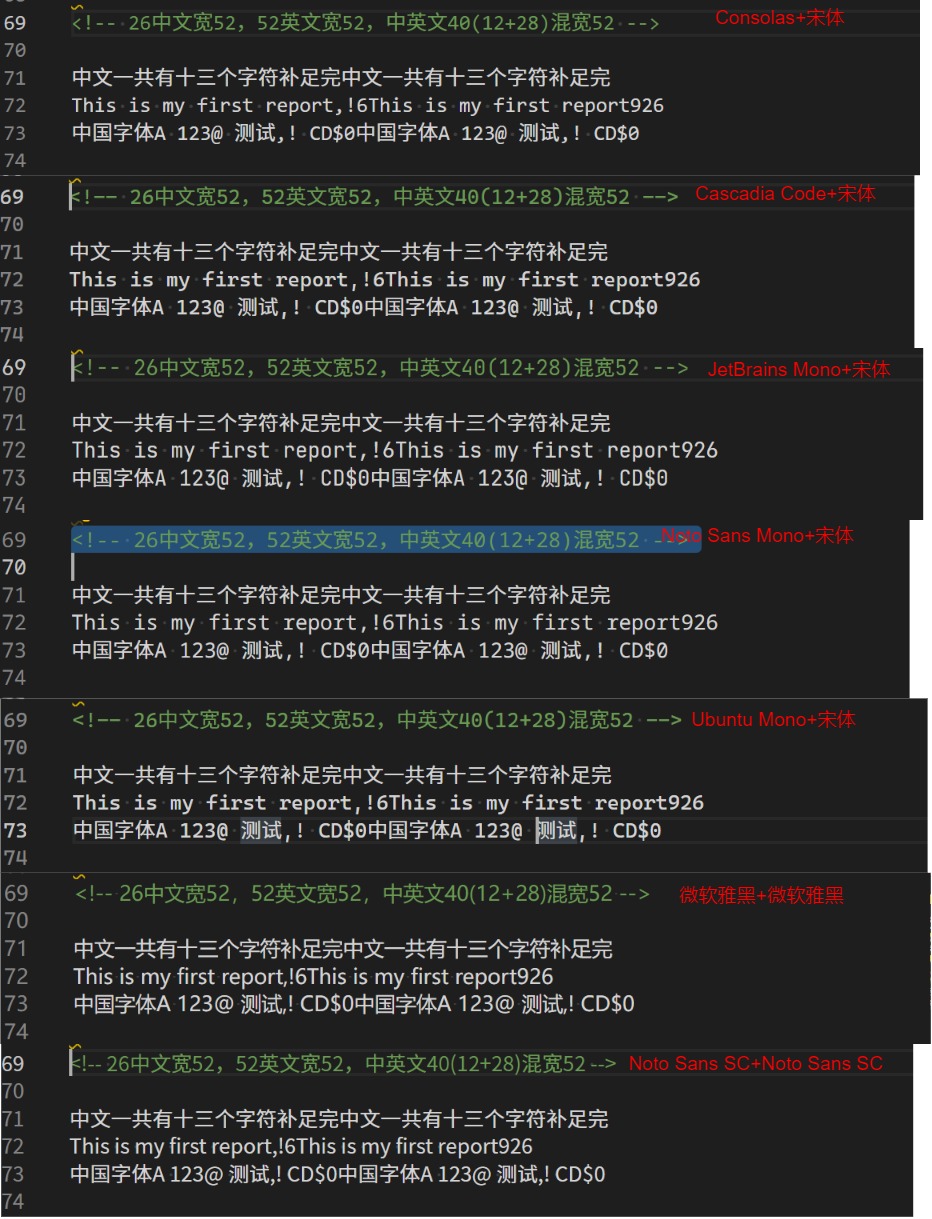 69 <!-- 26中文宽52，52英文宽52，中英文40(12+28)混宽52 --> Consolas+宋体
70
71 中文一共有十三个字符补足完中文一共有十三个字符补足完
72 This is my first report,!6This is my first report926
73 中国字体A 123@ 测试,! CD$0中国字体A 123@ 测试,! CD$0
74
69 <!-- 26中文宽52，52英文宽52，中英文40(12+28)混宽52 --> Cascadia Code+宋体
70
71 中文一共有十三个字符补足完中文一共有十三个字符补足完
72 This is my first report,!6This is my first report926
73 中国字体A 123@ 测试,! CD$0中国字体A 123@ 测试,! CD$0
74
69 <!-- 26中文宽52，52英文宽52，中英文40(12+28)混宽52 --> JetBrains Mono+宋体
70
71 中文一共有十三个字符补足完中文一共有十三个字符补足完
72 This is my first report,!6This is my first report926
73 中国字体A 123@ 测试,! CD$0中国字体A 123@ 测试,! CD$0
74
69 <!-- 26中文宽52，52英文宽52，中英文40(12+28)混宽52 --> Noto Sans Mono+宋体
70
71 中文一共有十三个字符补足完中文一共有十三个字符补足完
72 This is my first report,!6This is my first report926
73 中国字体A 123@ 测试,! CD$0中国字体A 123@ 测试,! CD$0
74
69 <!-- 26中文宽52，52英文宽52，中英文40(12+28)混宽52 --> Ubuntu Mono+宋体
70
71 中文一共有十三个字符补足完中文一共有十三个字符补足完
72 This is my first report,!6This is my first report926
73 中国字体A 123@ 测试,! CD$0中国字体A 123@ 测试,! CD$0
74
69 <!-- 26中文宽52，52英文宽52，中英文40(12+28)混宽52 --> 微软雅黑+微软雅黑
70
71 中文一共有十三个字符补足完中文一共有十三个字符补足完
72 This is my first report,!6This is my first report926
73 中国字体A 123@ 测试,! CD$0中国字体A 123@ 测试,! CD$0
74
69 <!-- 26中文宽52，52英文宽52，中英文40(12+28)混宽52 --> Noto Sans SC+Noto Sans SC
70
71 中文一共有十三个字符补足完中文一共有十三个字符补足完
72 This is my first report,!6This is my first report926
73 中国字体A 123@ 测试,! CD$0中国字体A 123@ 测试,! CD$0
74